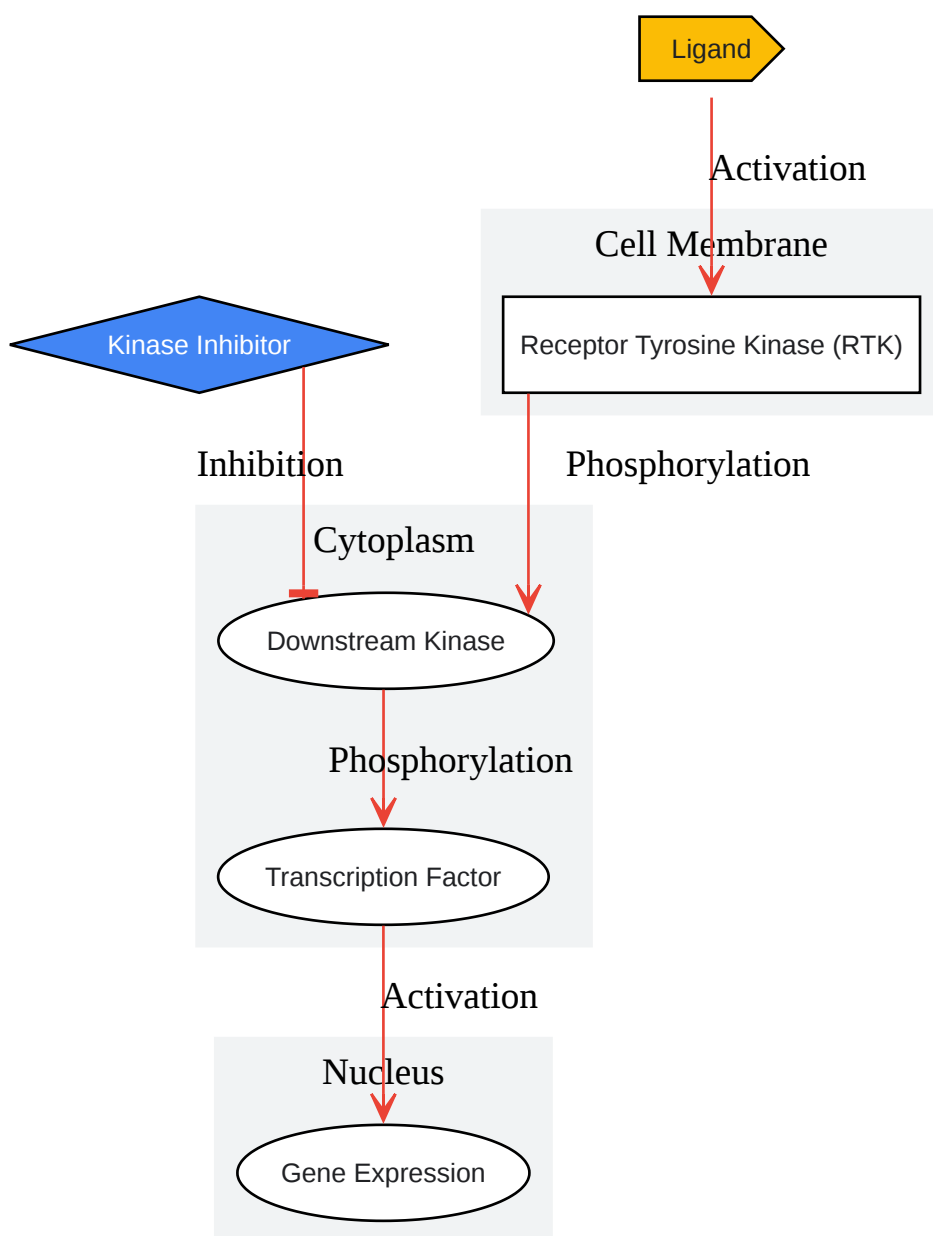 Ligand
Activation
Cell Membrane
Receptor Tyrosine Kinase (RTK)
Kinase Inhibitor
Inhibition
Phosphorylation
Cytoplasm
Downstream Kinase
Phosphorylation
Transcription Factor
Activation
Nucleus
Gene Expression